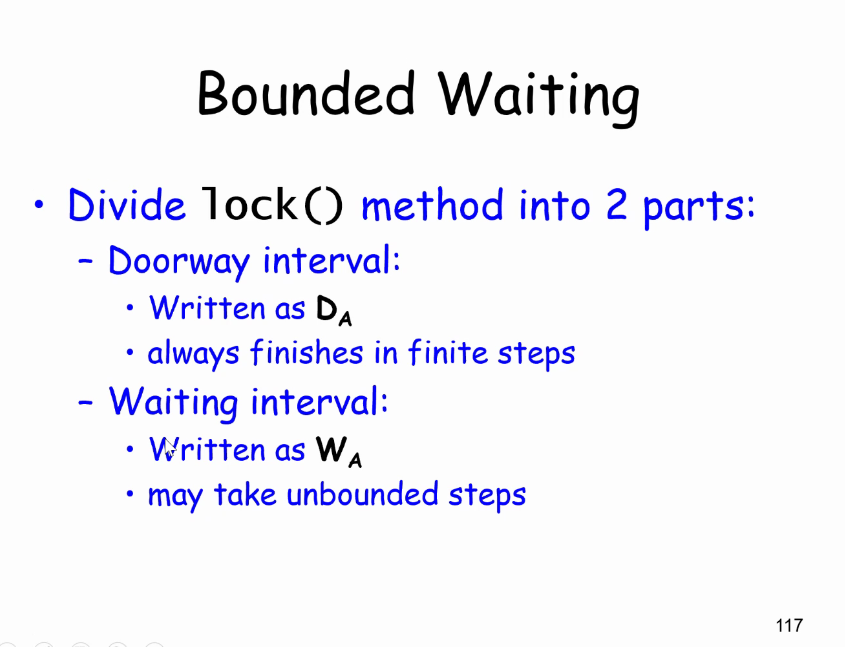 Bounded Waiting
• Divide lock() method into 2 parts:
– Doorway interval:
• Written as D_A
• always finishes in finite steps
– Waiting interval:
• Written as W_A
• may take unbounded steps
117